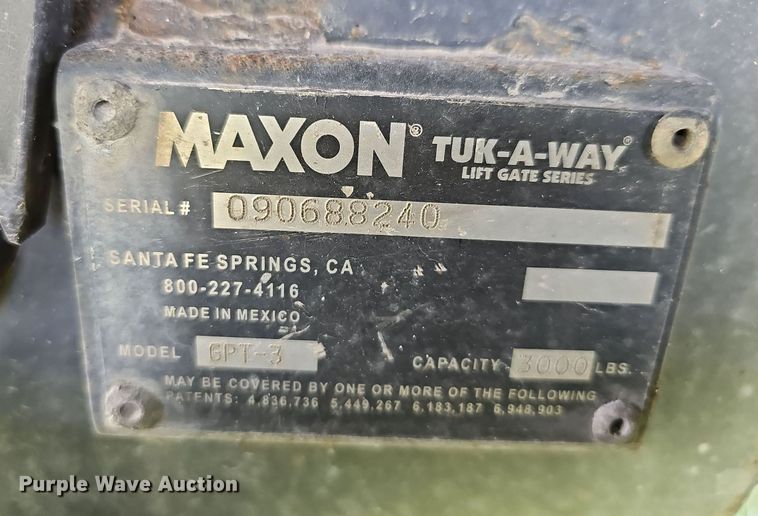 MAXON® TUK-A-WAY®
LIFT GATE SERIES
SERIAL # 090688240
SANTA FE SPRINGS, CA
800-227-4116
MADE IN MEXICO
MODEL GPT-3 CAPACITY 3000 LBS.
MAY BE COVERED BY ONE OR MORE OF THE FOLLOWING
PATENTS: 4,836,736 5,449,267 6,183,187 6,948,903
Purple Wave Auction